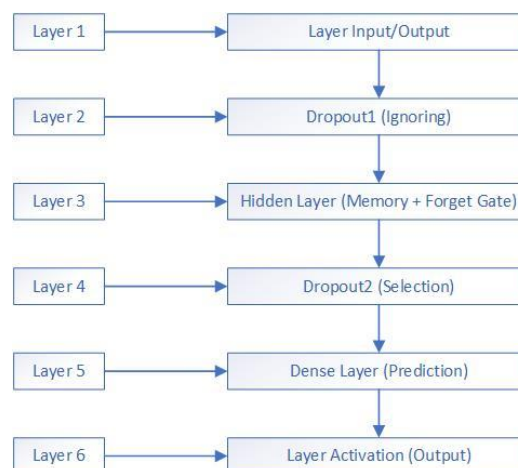 Layer 1
Layer Input/Output
Layer 2
Dropout1 (Ignoring)
Layer 3
Hidden Layer (Memory + Forget Gate)
Layer 4
Dropout2 (Selection)
Layer 5
Dense Layer (Prediction)
Layer 6
Layer Activation (Output)